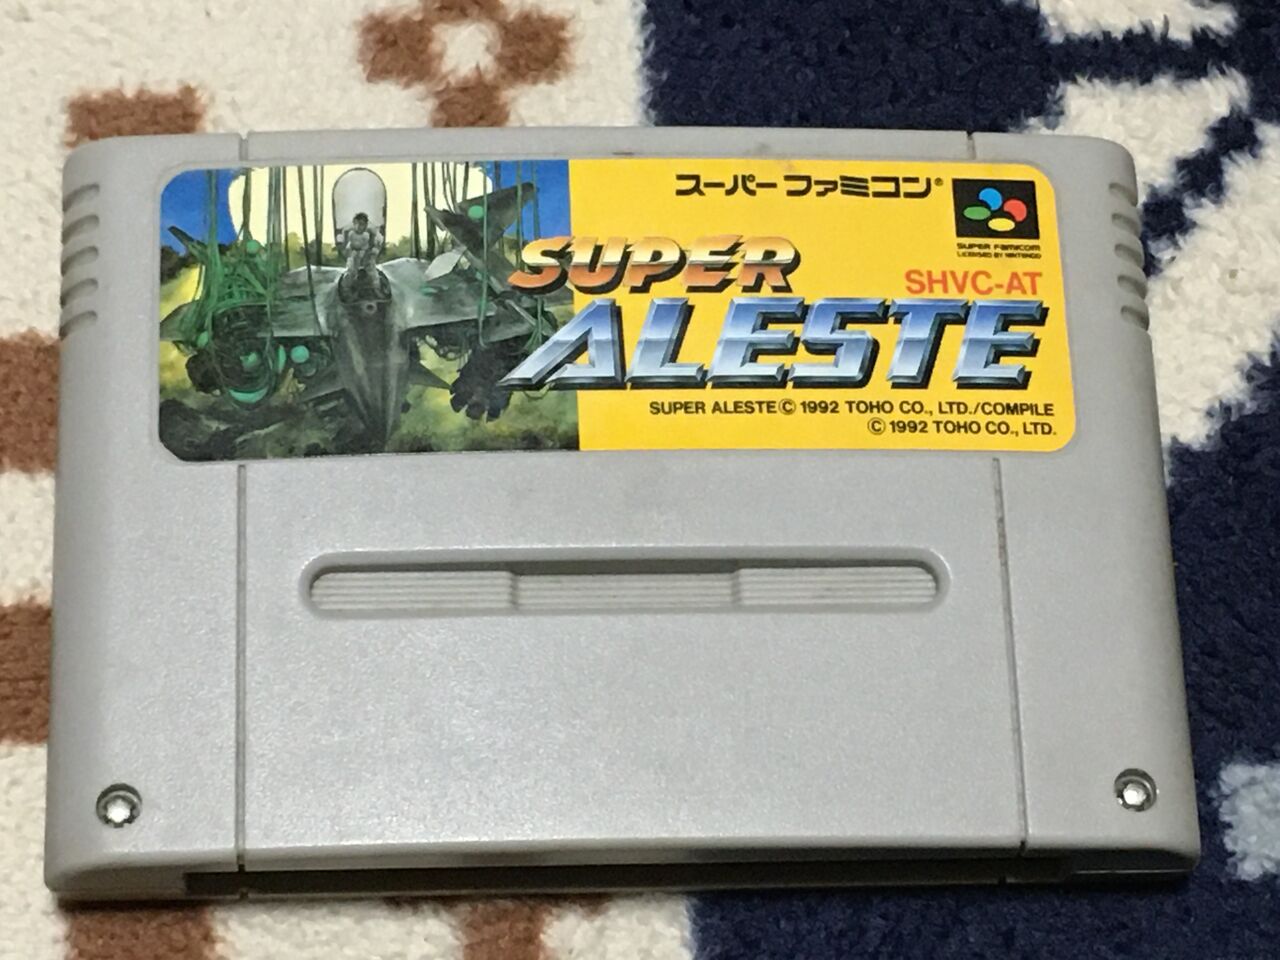 スーパーファミコン®
SUPER FAMICOM
LICENSED BY NINTENDO
SUPER
SHVC-AT
ALESTE
SUPER ALESTE© 1992 TOHO CO., LTD./COMPILE
© 1992 TOHO CO., LTD.